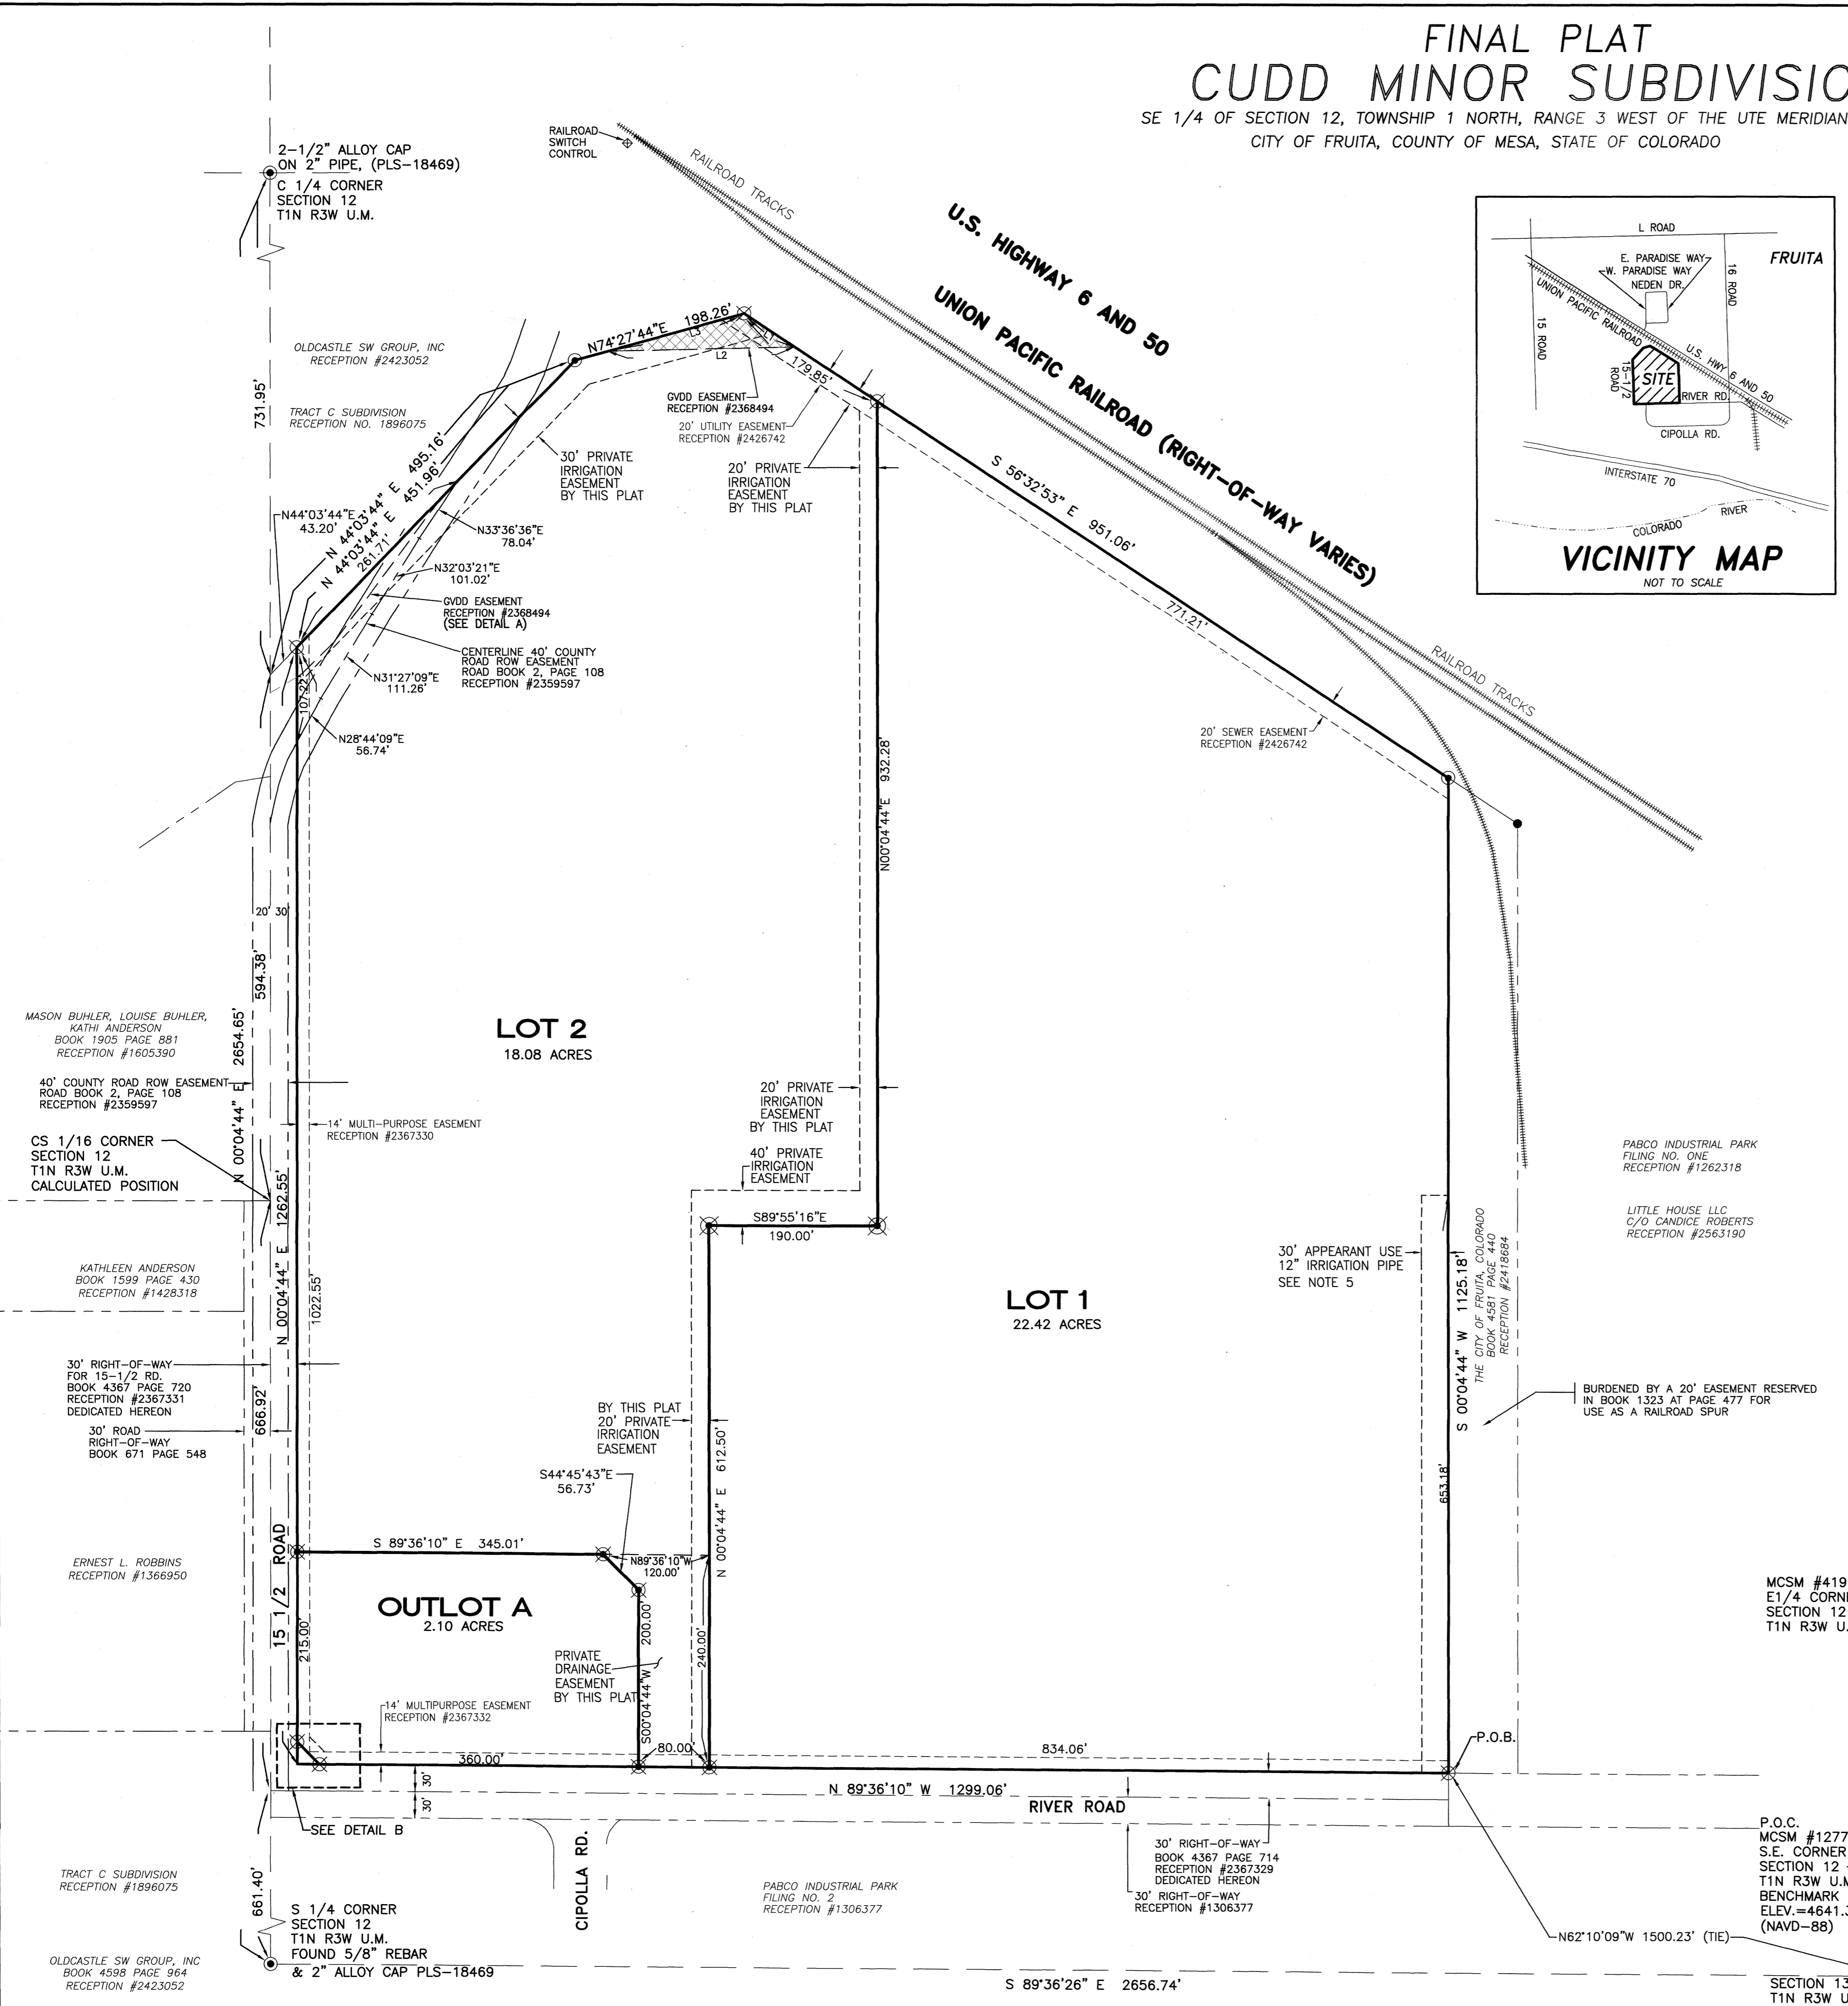 FINAL PLAT
CUDD MINOR SUBDIVISIO
SE 1/4 OF SECTION 12, TOWNSHIP 1 NORTH, RANGE 3 WEST OF THE UTE MERIDIAN
CITY OF FRUITA, COUNTY OF MESA, STATE OF COLORADO
2-1/2" ALLOY CAP
ON 2" PIPE, (PLS-18469)
C 1/4 CORNER
SECTION 12
T1N R3W U.M.
RAILROAD
SWITCH
CONTROL
RAILROAD TRACKS
U.S. HIGHWAY 6 AND 50
UNION PACIFIC RAILROAD (RIGHT-OF-WAY VARIES)
L ROAD
FRUITA
E. PARADISE WAY
W. PARADISE WAY
NEDEN DR.
16 ROAD
15 ROAD
UNION PACIFIC RAILROAD
U.S. HWY 6 AND 50
15-1/2
ROAD
SITE
RIVER RD.
CIPOLLA RD.
INTERSTATE 70
COLORADO
RIVER
VICINITY MAP
NOT TO SCALE
OLDCASTLE SW GROUP, INC
RECEPTION #2423052
TRACT C SUBDIVISION
RECEPTION NO. 1896075
731.95'
N74°27'44"E 198.26'
L3
L1
L2
179.85'
GVDD EASEMENT
RECEPTION #2368494
20' UTILITY EASEMENT
RECEPTION #2426742
30' PRIVATE
IRRIGATION
EASEMENT
BY THIS PLAT
20' PRIVATE
IRRIGATION
EASEMENT
BY THIS PLAT
S 56°32'53" E 951.06'
771.21'
N 44°03'44" E 495.16'
N 44°03'44" E 451.96'
261.71'
N44°03'44"E
43.20'
N33°36'36"E
78.04'
N32°03'21"E
101.02'
GVDD EASEMENT
RECEPTION #2368494
(SEE DETAIL A)
CENTERLINE 40' COUNTY
ROAD ROW EASEMENT
ROAD BOOK 2, PAGE 108
RECEPTION #2359597
N31°27'09"E
111.26'
107.22'
N28°44'09"E
56.74'
RAILROAD TRACKS
20' SEWER EASEMENT
RECEPTION #2426742
N00°04'44"E 932.28'
20' 30'
594.38'
N 00°04'44" E 2654.65'
MASON BUHLER, LOUISE BUHLER,
KATHI ANDERSON
BOOK 1905 PAGE 881
RECEPTION #1605390
40' COUNTY ROAD ROW EASEMENT
ROAD BOOK 2, PAGE 108
RECEPTION #2359597
CS 1/16 CORNER
SECTION 12
T1N R3W U.M.
CALCULATED POSITION
LOT 2
18.08 ACRES
14' MULTI-PURPOSE EASEMENT
RECEPTION #2367330
20' PRIVATE
IRRIGATION
EASEMENT
BY THIS PLAT
40' PRIVATE
IRRIGATION
EASEMENT
S89°55'16"E
190.00'
N 00°04'44" E 1262.55'
1022.55'
KATHLEEN ANDERSON
BOOK 1599 PAGE 430
RECEPTION #1428318
30' RIGHT-OF-WAY
FOR 15-1/2 RD.
BOOK 4367 PAGE 720
RECEPTION #2367331
DEDICATED HEREON
30' ROAD
RIGHT-OF-WAY
BOOK 671 PAGE 548
666.92'
LOT 1
22.42 ACRES
30' APPEARANT USE
12" IRRIGATION PIPE
SEE NOTE 5
S 00°04'44" W 1125.18'
THE CITY OF FRUITA, COLORADO
BOOK 4581 PAGE 440
RECEPTION #2418684
653.18'
PABCO INDUSTRIAL PARK
FILING NO. ONE
RECEPTION #1262318
LITTLE HOUSE LLC
C/O CANDICE ROBERTS
RECEPTION #2563190
BURDENED BY A 20' EASEMENT RESERVED
IN BOOK 1323 AT PAGE 477 FOR
USE AS A RAILROAD SPUR
BY THIS PLAT
20' PRIVATE
IRRIGATION
EASEMENT
N 00°04'44" E 612.50'
S44°45'43"E
56.73'
S 89°36'10" E 345.01'
N89°36'10"W
120.00'
ERNEST L. ROBBINS
RECEPTION #1366950
15 1/2 ROAD
215.00'
OUTLOT A
2.10 ACRES
PRIVATE
DRAINAGE
EASEMENT
BY THIS PLAT
S00°04'44"W 200.00'
240.00'
14' MULTIPURPOSE EASEMENT
RECEPTION #2367332
360.00'
80.00'
834.06'
P.O.B.
MCSM #419
E1/4 CORN
SECTION 12
T1N R3W U.
30'
30'
N 89°36'10" W 1299.06'
RIVER ROAD
SEE DETAIL B
CIPOLLA RD.
30' RIGHT-OF-WAY
BOOK 4367 PAGE 714
RECEPTION #2367329
DEDICATED HEREON
30' RIGHT-OF-WAY
RECEPTION #1306377
PABCO INDUSTRIAL PARK
FILING NO. 2
RECEPTION #1306377
TRACT C SUBDIVISION
RECEPTION #1896075
661.40'
S 1/4 CORNER
SECTION 12
T1N R3W U.M.
FOUND 5/8" REBAR
& 2" ALLOY CAP PLS-18469
OLDCASTLE SW GROUP, INC
BOOK 4598 PAGE 964
RECEPTION #2423052
P.O.C.
MCSM #1277
S.E. CORNER
SECTION 12
T1N R3W U.M
BENCHMARK
ELEV.=4641.
(NAVD-88)
N62°10'09"W 1500.23' (TIE)
S 89°36'26" E 2656.74'
SECTION 13
T1N R3W U